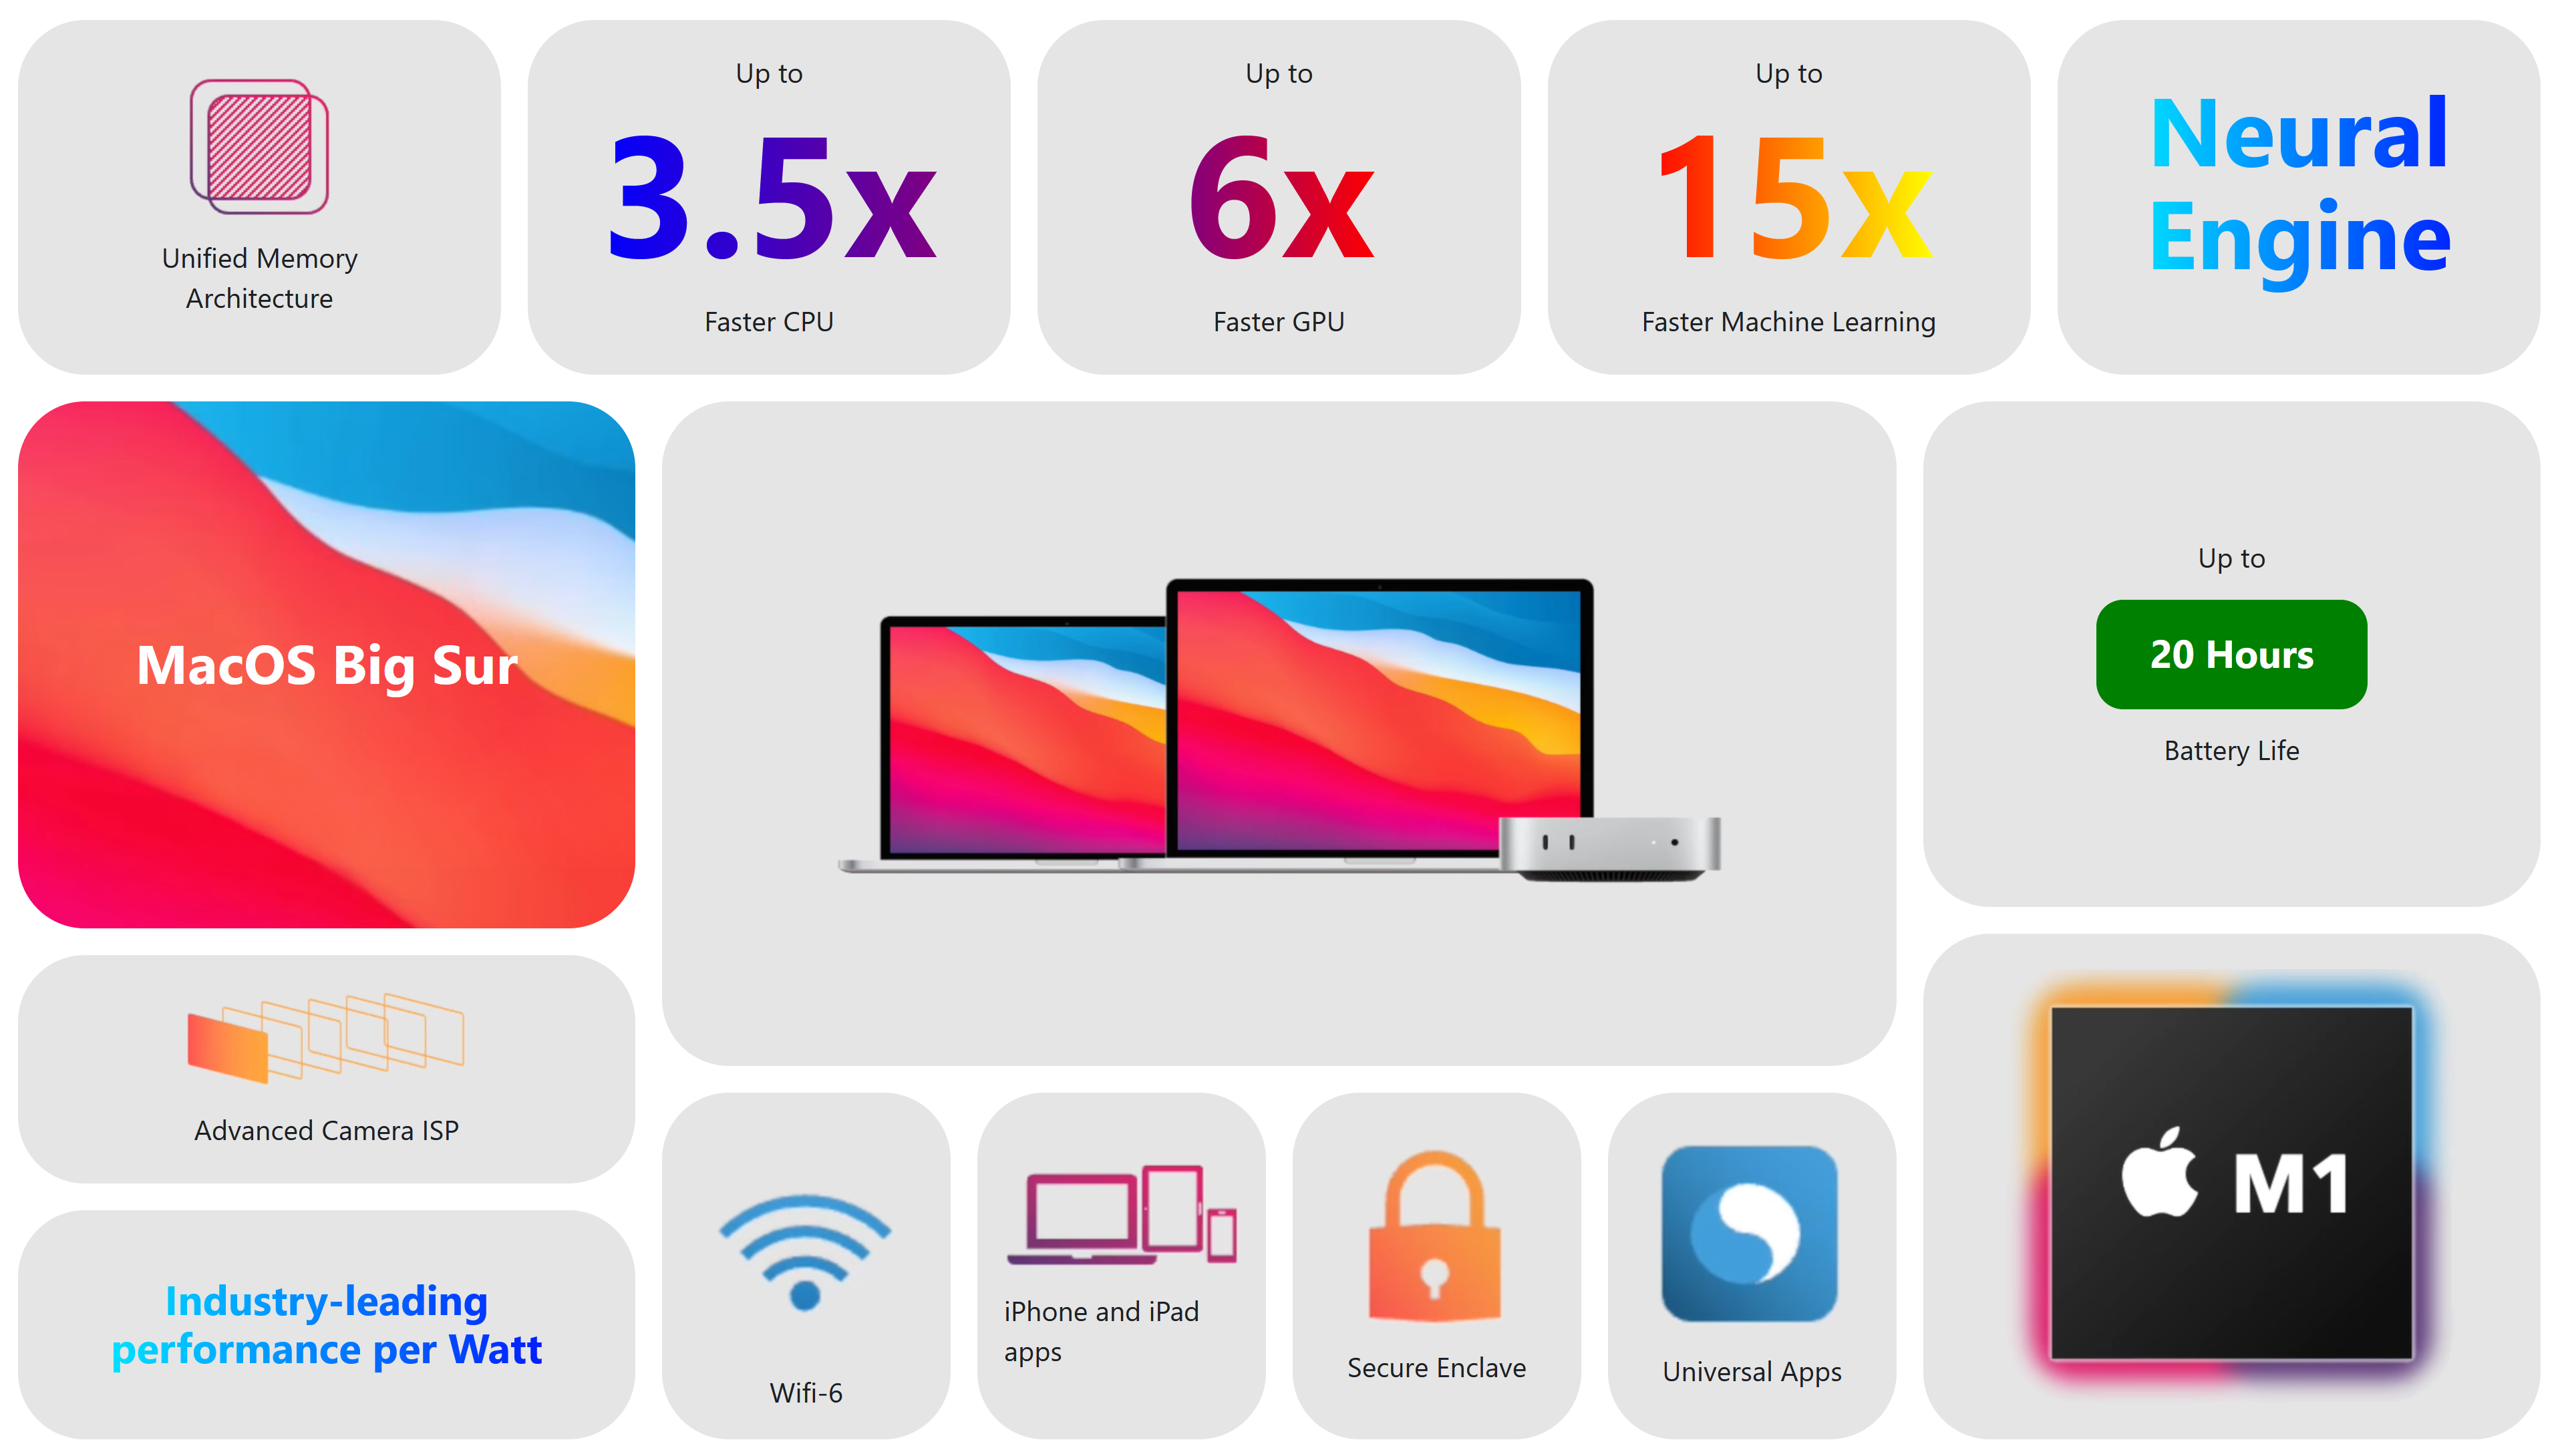 Unified Memory
Architecture
Up to
3.5x
Faster CPU
Up to
6x
Faster GPU
Up to
15x
Faster Machine Learning
Neural
Engine
MacOS Big Sur
Up to
20 Hours
Battery Life
Advanced Camera ISP
Industry-leading
performance per Watt
Wifi-6
iPhone and iPad
apps
Secure Enclave
Universal Apps
M1